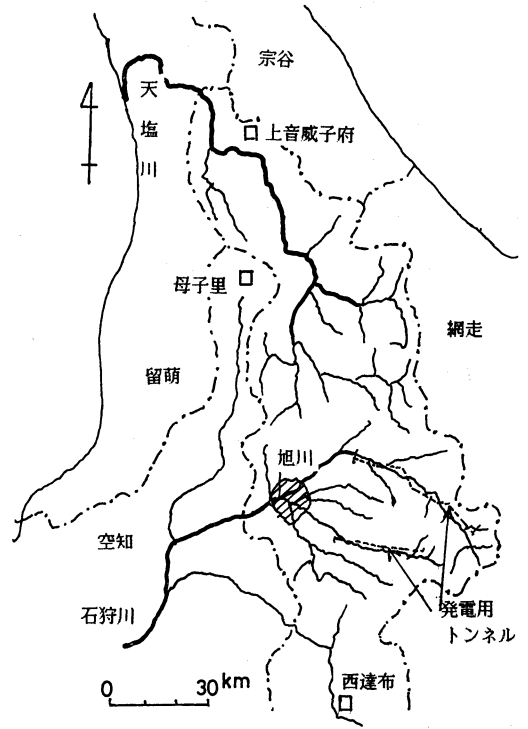 宗谷
天塩川
上音威子府
母子里
網走
留萌
旭川
空知
発電用
トンネル
石狩川
西達布
0 30 km